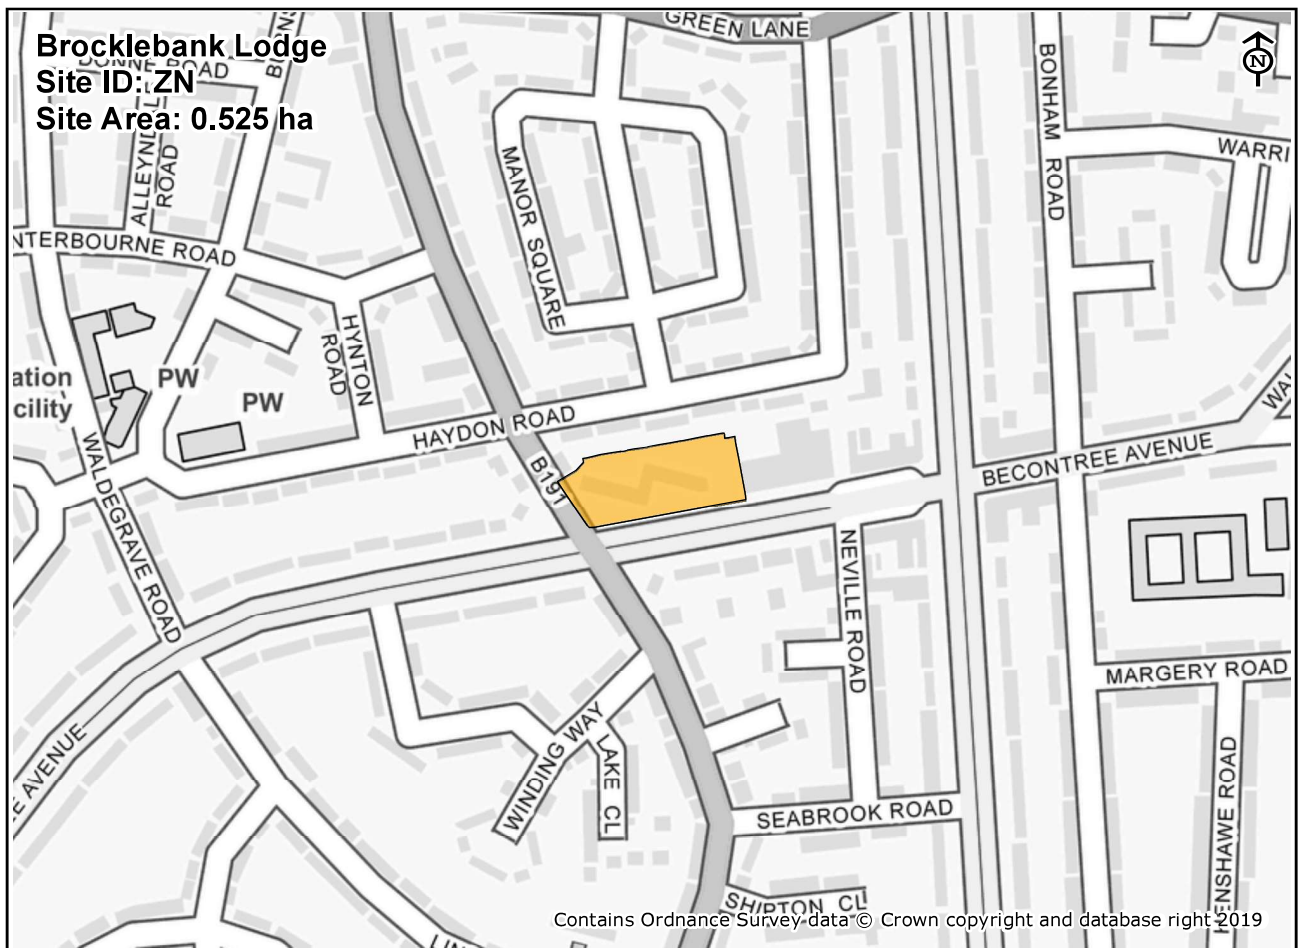 Brocklebank Lodge
Site ID: ZN
Site Area: 0.525 ha
GREEN LANE
N
ROAD
ROAD
MANOR SQUARE
BONHAM ROAD
WARRI
NTERBOURNE ROAD
HYNTON
ROAD
ation
cility
PW
PW
HAYDON ROAD
B191
WALDEGRAVE ROAD
BECONTREE AVENUE
NEVILLE ROAD
MARGERY ROAD
E AVENUE
WINDING WAY
LAKE CL
SEABROOK ROAD
HENSHAWE ROAD
SHIPTON CL
Contains Ordnance Survey data © Crown copyright and database right 2019